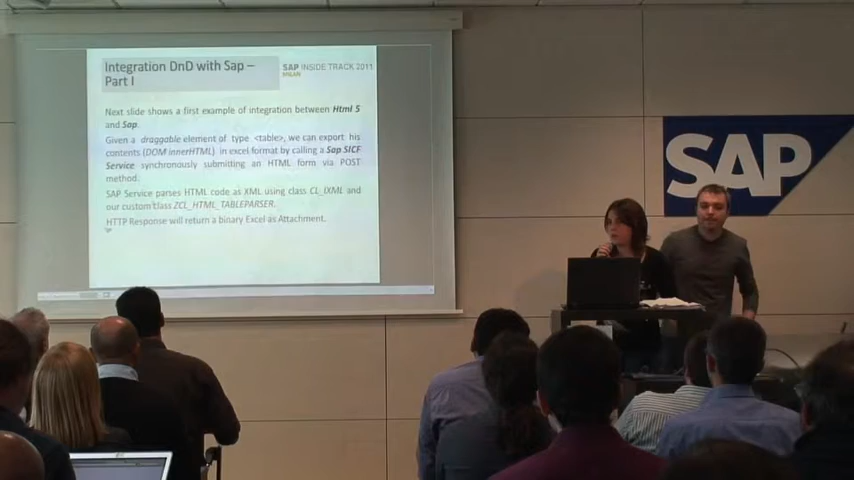 Integration DnD with Sap –
Part I
SAP INSIDE TRACK 2011
MILAN
Next slide shows a first example of integration between Html 5
and Sap.
Given a draggable element of type <table>, we can export his
contents (DOM innerHTML) in excel format by calling a Sap SICF
Service synchronously submitting an HTML form via POST
method.
SAP Service parses HTML code as XML using class CL_IXML and
our custom class ZCL_HTML_TABLEPARSER.
HTTP Response will return a binary Excel as Attachment.
SAP